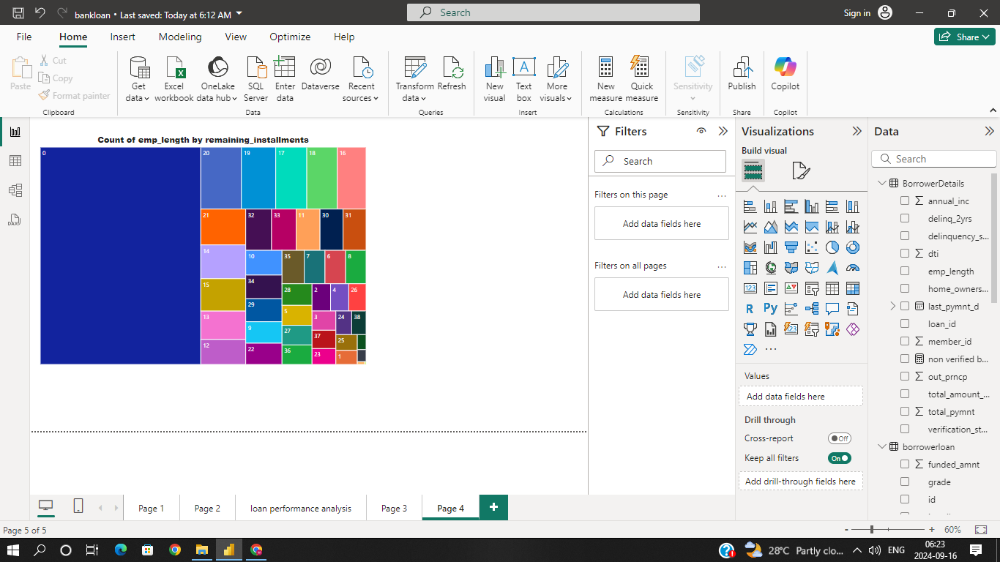 bankloan • Last saved: Today at 6:12 AM
Search
Sign in
File
Home
Insert
Modeling
View
Optimize
Help
Share
Paste
Cut
Copy
Format painter
Clipboard
Get data
Excel workbook
OneLake data hub
SQL Server
Enter data
Dataverse
Recent sources
Data
Transform data
Refresh
Queries
New visual
Text box
More visuals
Insert
New measure
Quick measure
Calculations
Sensitivity
Sensitivity
Publish
Share
Copilot
Copilot
DAX
Count of emp_length by remaining_installments
0
20
19
17
18
16
21
32
33
11
30
31
14
10
35
7
6
8
15
34
28
2
4
26
29
5
13
3
24
38
9
27
37
25
12
22
36
23
1
Filters
Search
Filters on this page
...
Add data fields here
Filters on all pages
...
Add data fields here
Visualizations
Build visual
123
R
Py
123
...
Values
Add data fields here
Drill through
Cross-report
Off
Keep all filters
On
Add drill-through fields here
Data
Search
BorrowerDetails
annual_inc
delinq_2yrs
delinquency_s...
dti
emp_length
home_owners...
last_pymnt_d
loan_id
member_id
non verified b...
out_prncp
total_amount_...
total_pymnt
verification_st...
borrowerloan
funded_amnt
grade
id
Page 1
Page 2
loan performance analysis
Page 3
Page 4
+
Page 5 of 5
- + 60%
28°C Partly clo...
ENG
06:23
2024-09-16